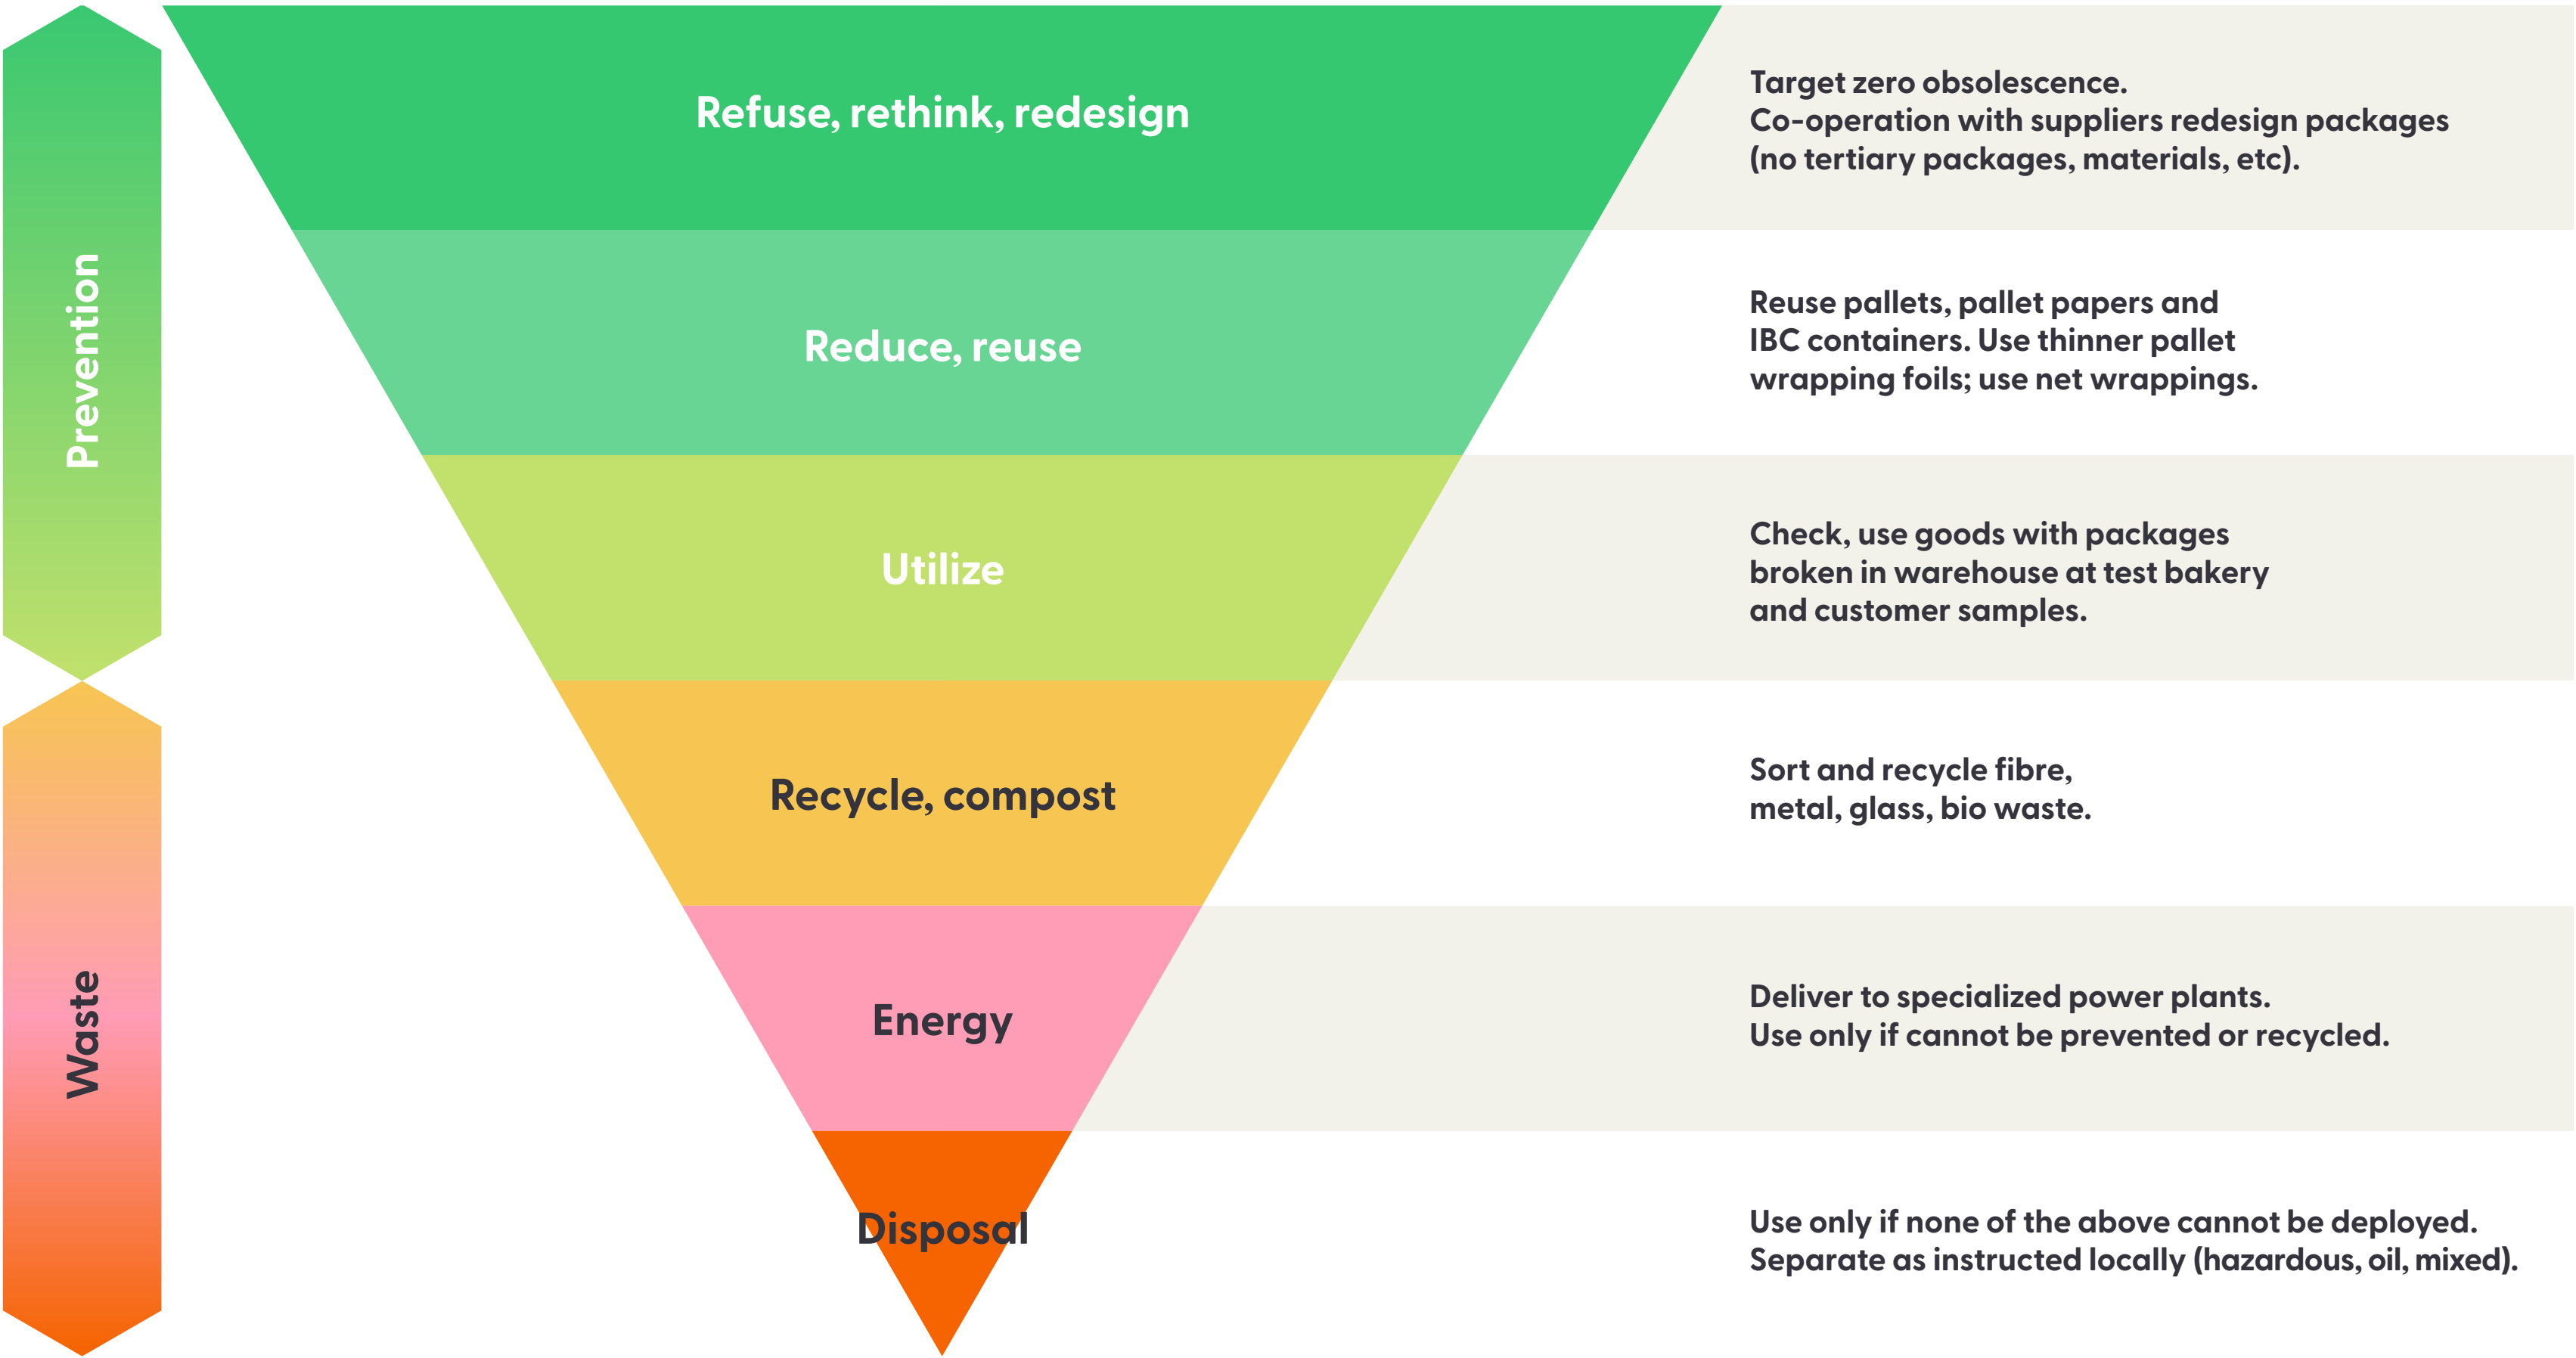 Prevention
Refuse, rethink, redesign
Target zero obsolescence.
Co-operation with suppliers redesign packages
(no tertiary packages, materials, etc).
Reduce, reuse
Reuse pallets, pallet papers and
IBC containers. Use thinner pallet
wrapping foils; use net wrappings.
Utilize
Check, use goods with packages
broken in warehouse at test bakery
and customer samples.
Waste
Recycle, compost
Sort and recycle fibre,
metal, glass, bio waste.
Energy
Deliver to specialized power plants.
Use only if cannot be prevented or recycled.
Disposal
Use only if none of the above cannot be deployed.
Separate as instructed locally (hazardous, oil, mixed).